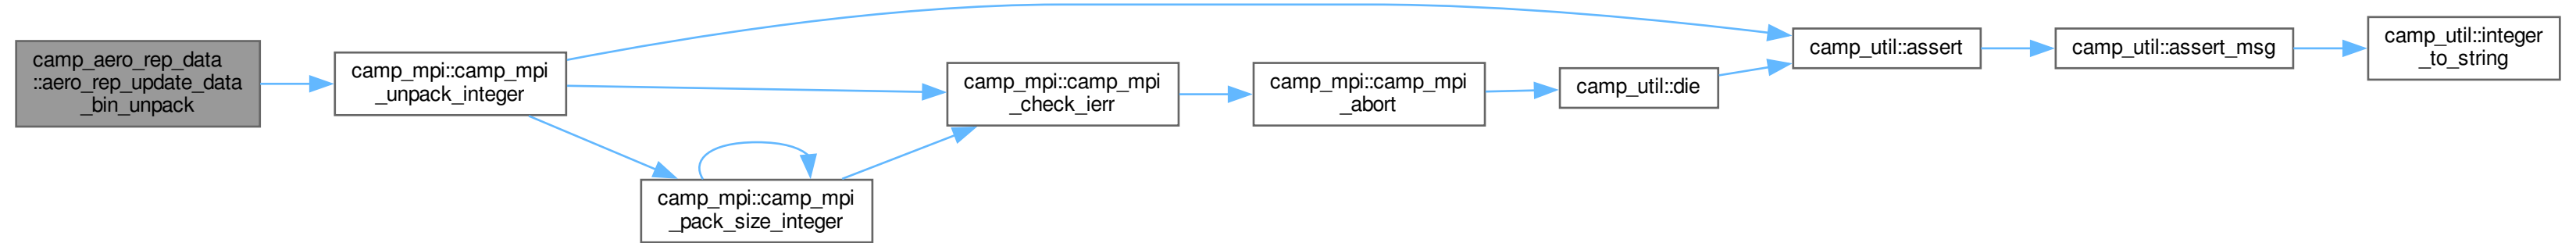 camp_aero_rep_data
::aero_rep_update_data
_bin_unpack
camp_mpi::camp_mpi
_unpack_integer
camp_mpi::camp_mpi
_pack_size_integer
camp_mpi::camp_mpi
_check_ierr
camp_mpi::camp_mpi
_abort
camp_util::die
camp_util::assert
camp_util::assert_msg
camp_util::integer
_to_string